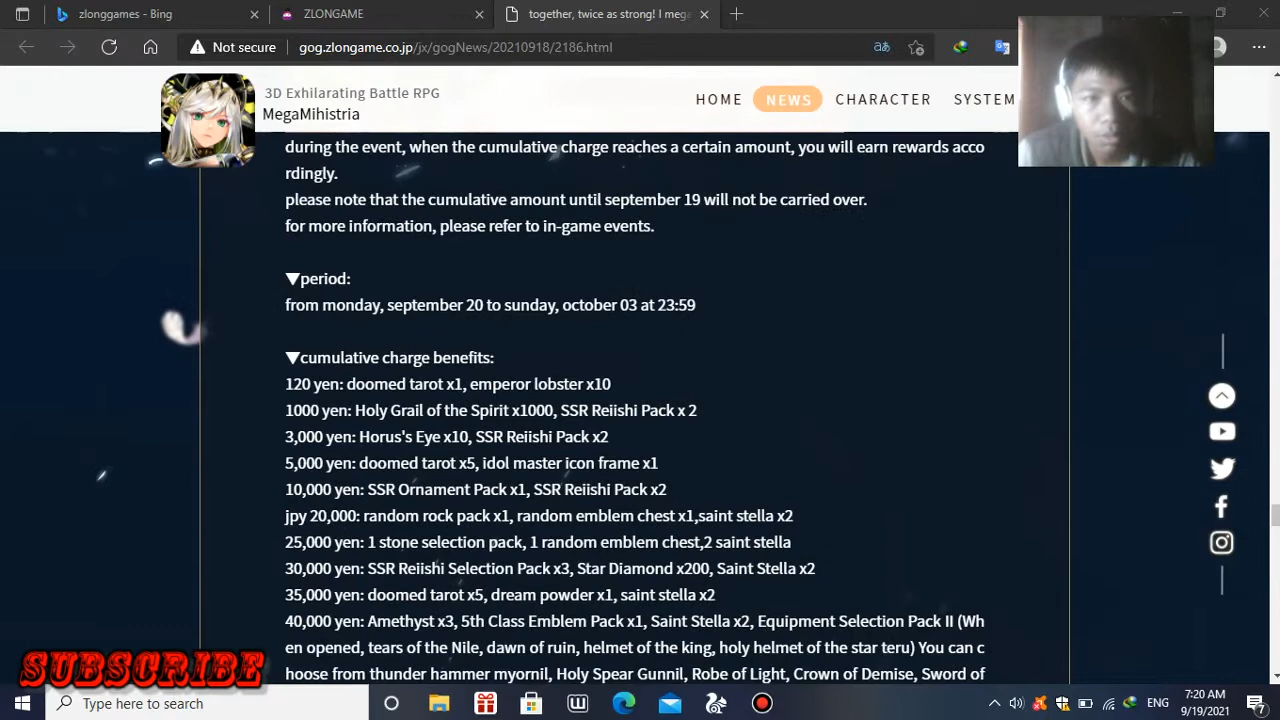 zlonggames - Bing
ZLONGAME
together, twice as strong! I mega
Not secure
gog.zlongame.co.jp/jx/gogNews/20210918/2186.html
3D Exhilarating Battle RPG
MegaMihistria
HOME
NEWS
CHARACTER
SYSTEM
during the event, when the cumulative charge reaches a certain amount, you will earn rewards acco
rdingly.
please note that the cumulative amount until september 19 will not be carried over.
for more information, please refer to in-game events.
▼period:
from monday, september 20 to sunday, october 03 at 23:59
▼cumulative charge benefits:
120 yen: doomed tarot x1, emperor lobster x10
1000 yen: Holy Grail of the Spirit x1000, SSR Reiishi Pack x 2
3,000 yen: Horus's Eye x10, SSR Reiishi Pack x2
5,000 yen: doomed tarot x5, idol master icon frame x1
10,000 yen: SSR Ornament Pack x1, SSR Reiishi Pack x2
jpy 20,000: random rock pack x1, random emblem chest x1,saint stella x2
25,000 yen: 1 stone selection pack, 1 random emblem chest,2 saint stella
30,000 yen: SSR Reiishi Selection Pack x3, Star Diamond x200, Saint Stella x2
35,000 yen: doomed tarot x5, dream powder x1, saint stella x2
40,000 yen: Amethyst x3, 5th Class Emblem Pack x1, Saint Stella x2, Equipment Selection Pack II (Wh
en opened, tears of the Nile, dawn of ruin, helmet of the king, holy helmet of the star teru) You can c
hoose from thunder hammer myornil, Holy Spear Gunnil, Robe of Light, Crown of Demise, Sword of
SUBSCRIBE
Type here to search
ENG
7:20 AM
9/19/2021
7